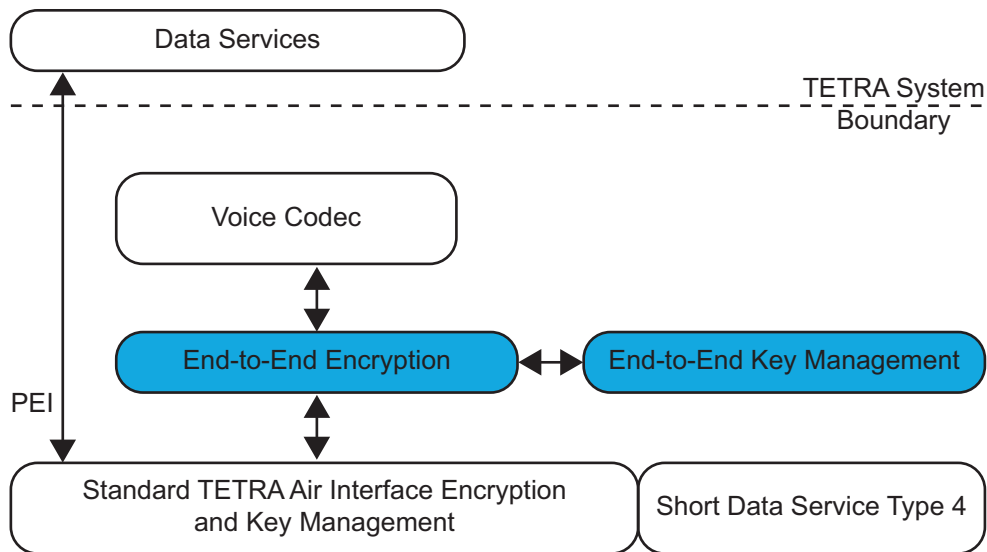 Data Services
TETRA System
Boundary
Voice Codec
End-to-End Encryption
End-to-End Key Management
PEI
Standard TETRA Air Interface Encryption
and Key Management
Short Data Service Type 4